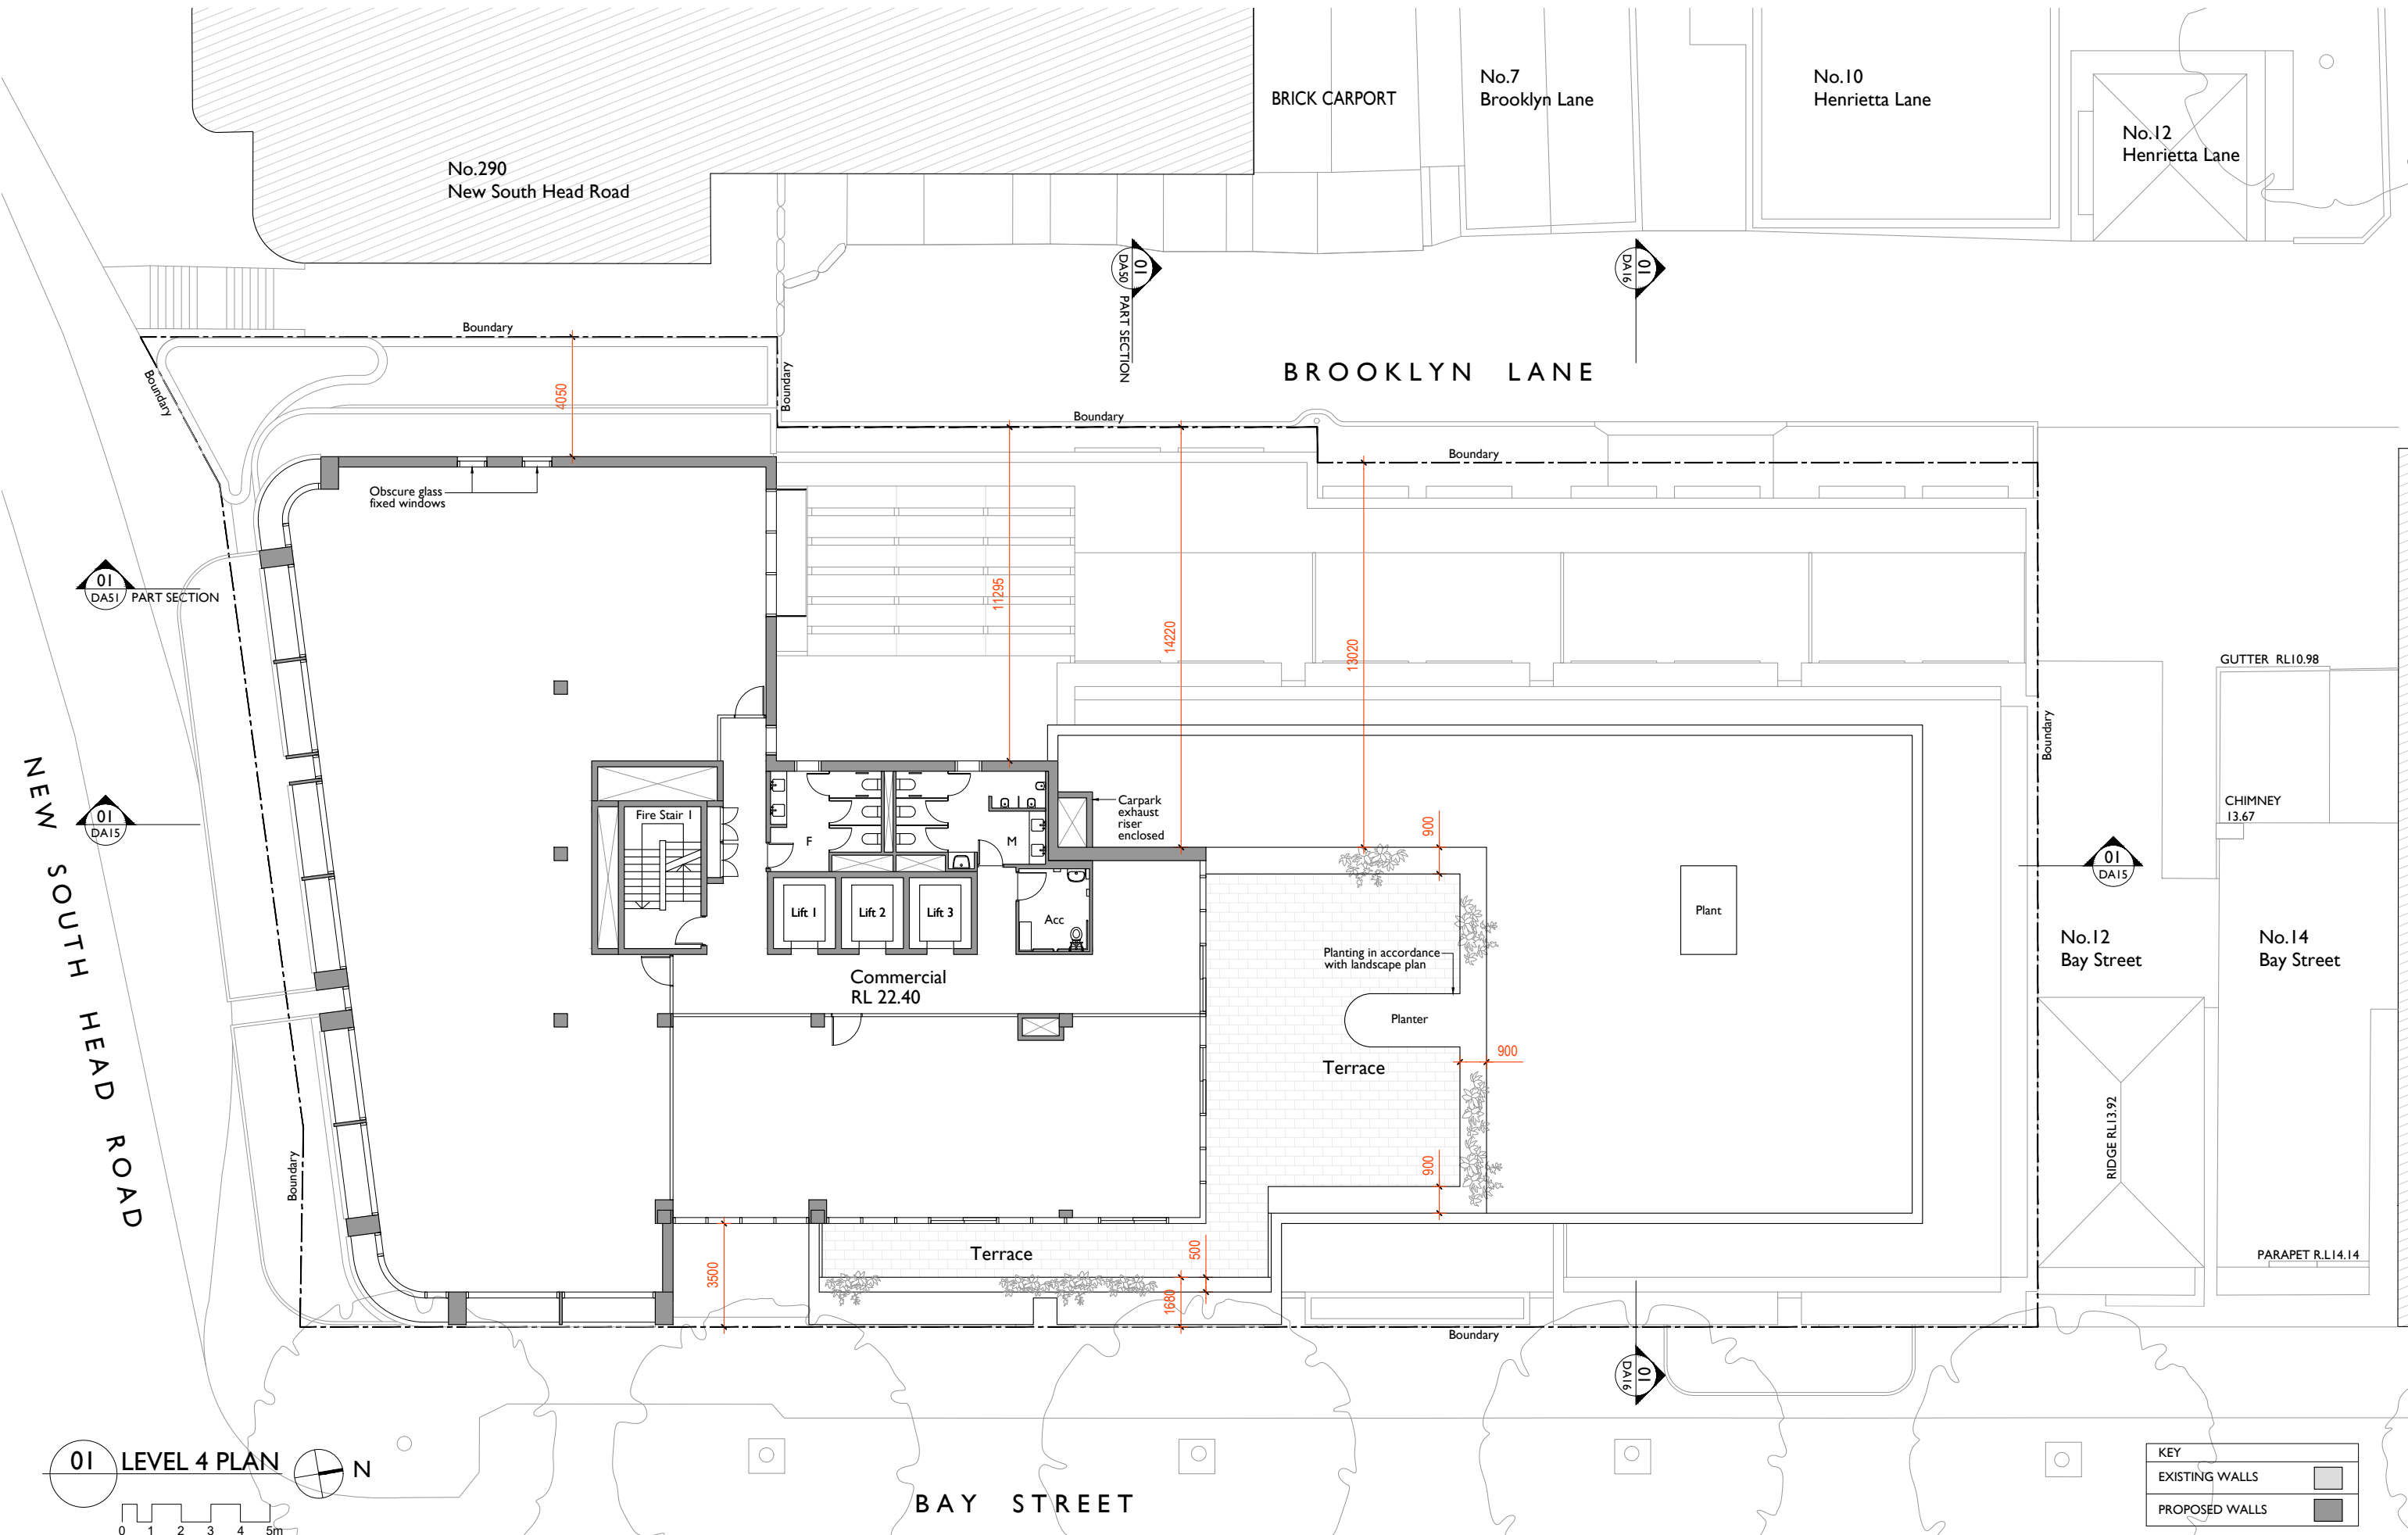 No.290
New South Head Road
BRICK CARPORT
No.7
Brooklyn Lane
No.10
Henrietta Lane
No.12
Henrietta Lane
01
DA50
PART SECTION
01
DA16
Boundary
Boundary
Boundary
4050
BROOKLYN LANE
Boundary
Boundary
Obscure glass
fixed windows
01
DA51
PART SECTION
11295
14220
13020
GUTTER RL10.98
Boundary
CHIMNEY
13.67
NEW SOUTH HEAD ROAD
01
DA15
Fire Stair 1
F
M
Carpark
exhaust
riser
enclosed
900
01
DA15
Lift 1
Lift 2
Lift 3
Acc
Plant
No.12
Bay Street
No.14
Bay Street
Planting in accordance
with landscape plan
Commercial
RL 22.40
Planter
900
Terrace
RIDGE RL13.92
Boundary
900
Terrace
500
3500
1680
PARAPET R.L14.14
Boundary
01
DA16
01
LEVEL 4 PLAN
N
0 1 2 3 4 5m
BAY STREET
KEY
EXISTING WALLS
PROPOSED WALLS